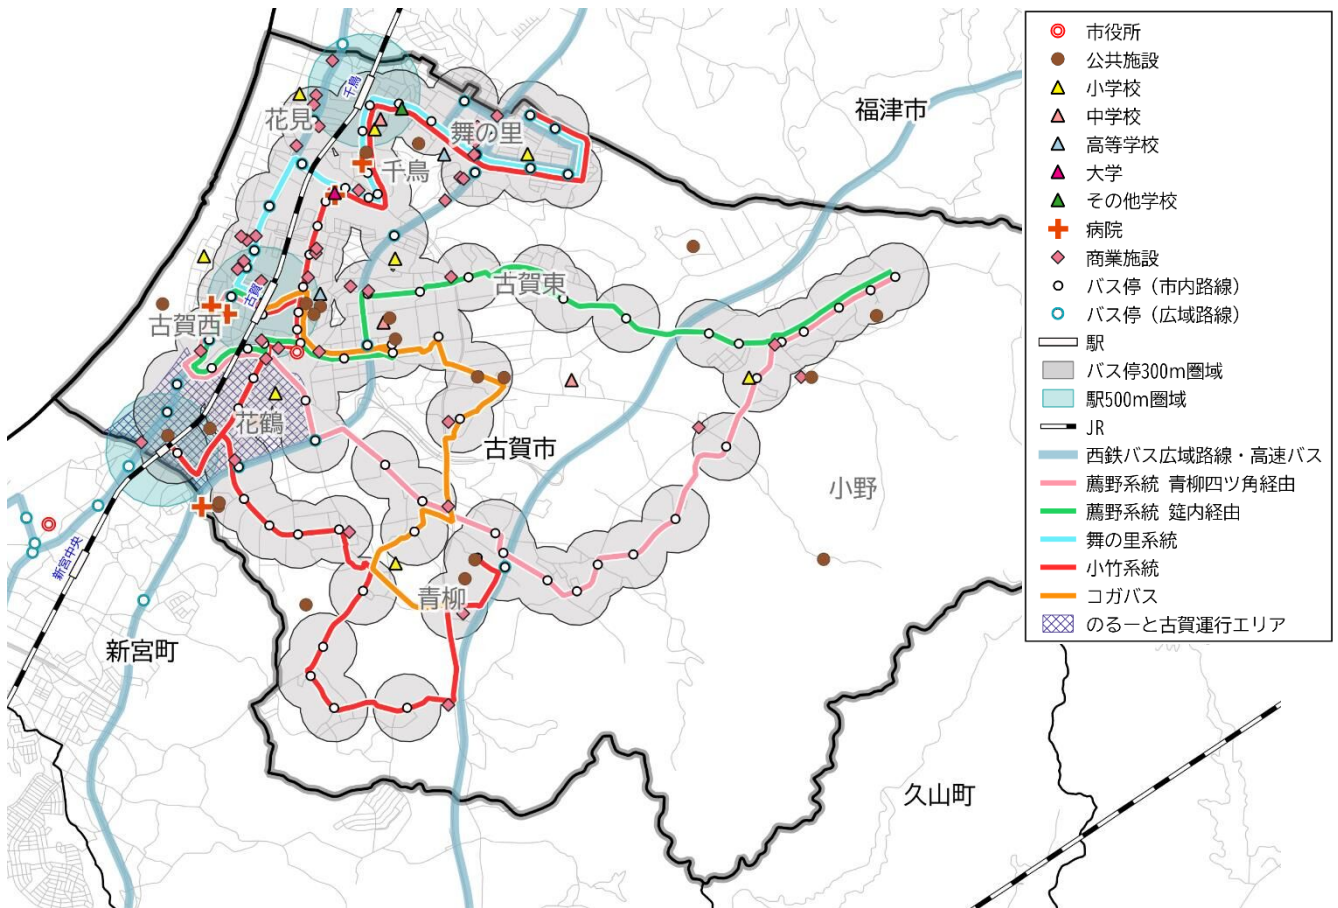 市役所
公共施設
小学校
中学校
高等学校
大学
その他学校
病院
商業施設
バス停（市内路線）
バス停（広域路線）
駅
バス停300m圏域
駅500m圏域
JR
西鉄バス広域路線・高速バス
薦野系統 青柳四ツ角経由
薦野系統 筵内経由
舞の里系統
小竹系統
コガバス
のるーと古賀運行エリア
千鳥
花見
舞の里
福津市
千鳥
古賀東
古賀
古賀西
花鶴
古賀市
小野
新宮中央
青柳
新宮町
久山町